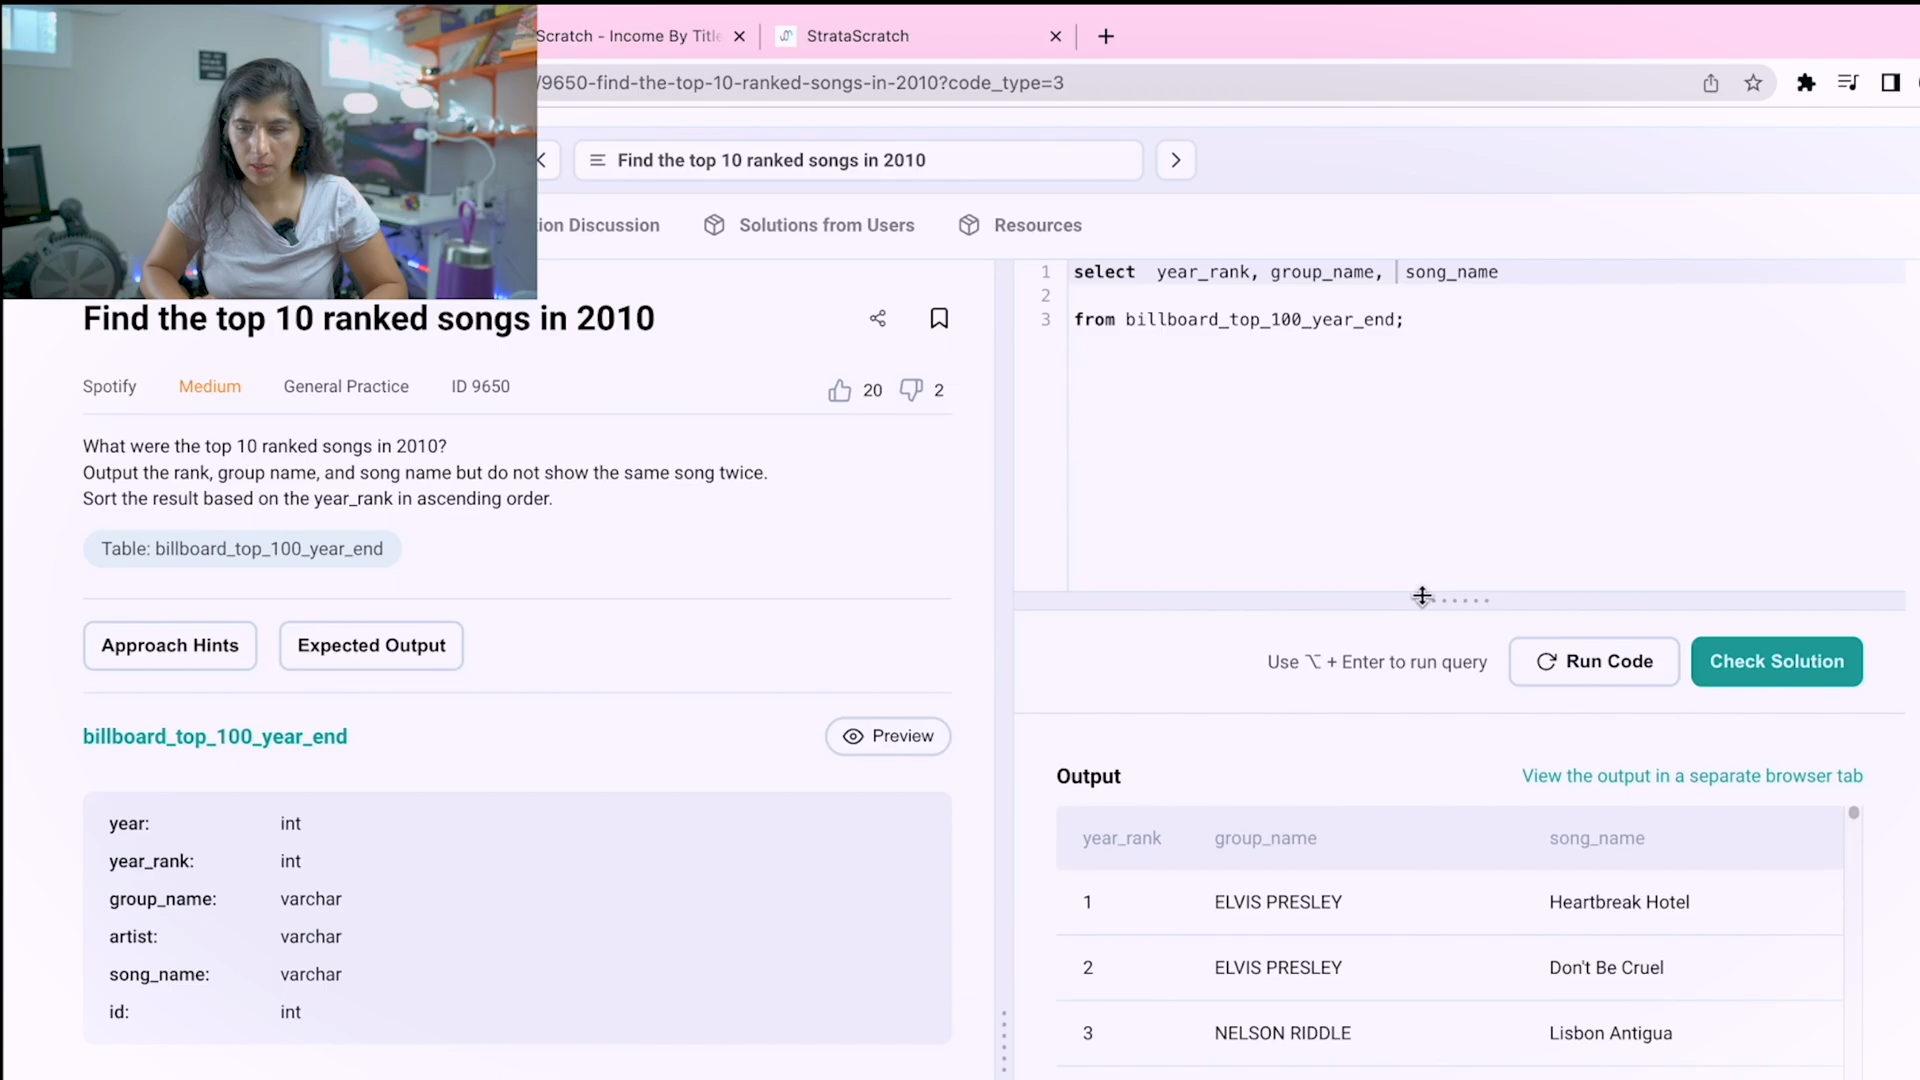 Scratch - Income By Title
StrataScratch
/9650-find-the-top-10-ranked-songs-in-2010?code_type=3
Find the top 10 ranked songs in 2010
ion Discussion
Solutions from Users
Resources
Find the top 10 ranked songs in 2010
Spotify Medium General Practice ID 9650
20 2
What were the top 10 ranked songs in 2010?
Output the rank, group name, and song name but do not show the same song twice.
Sort the result based on the year_rank in ascending order.
Table: billboard_top_100_year_end
Approach Hints
Expected Output
billboard_top_100_year_end
Preview
year: int
year_rank: int
group_name: varchar
artist: varchar
song_name: varchar
id: int
1 select year_rank, group_name, song_name
2
3 from billboard_top_100_year_end;
Use ⌥ + Enter to run query
Run Code
Check Solution
Output
View the output in a separate browser tab
year_rank group_name song_name
1 ELVIS PRESLEY Heartbreak Hotel
2 ELVIS PRESLEY Don't Be Cruel
3 NELSON RIDDLE Lisbon Antigua